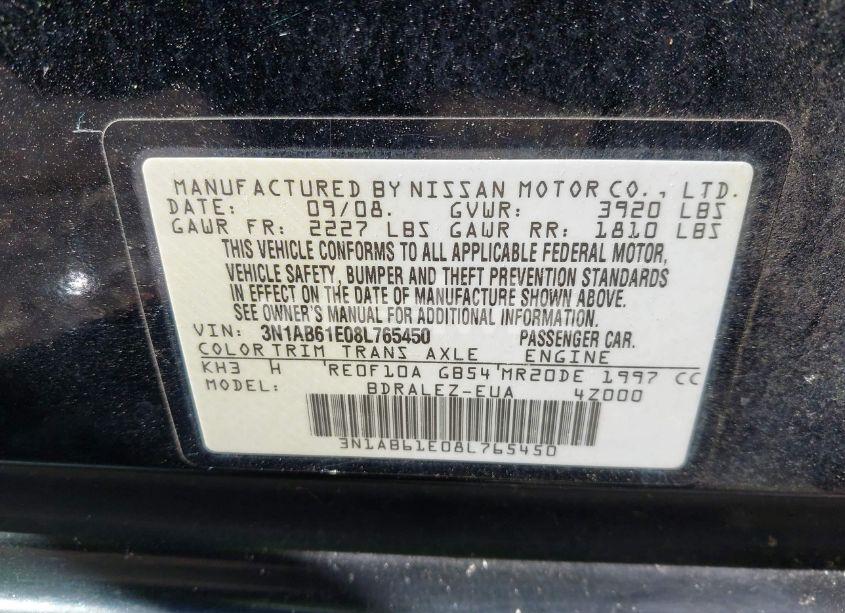 MANUFACTURED BY NISSAN MOTOR CO., LTD.
DATE: 09/08. GVWR: 3920 LBS
GAWR FR: 2227 LBS GAWR RR: 1810 LBS
THIS VEHICLE CONFORMS TO ALL APPLICABLE FEDERAL MOTOR,
VEHICLE SAFETY, BUMPER AND THEFT PREVENTION STANDARDS
IN EFFECT ON THE DATE OF MANUFACTURE SHOWN ABOVE.
SEE OWNER'S MANUAL FOR ADDITIONAL INFORMATION.
VIN: 3N1AB61E08L765450 PASSENGER CAR.
COLOR TRIM TRANS AXLE ENGINE
KH3 H RE0F10A GB54 MR20DE 1997 CC
MODEL: BDRALEZ-EUA 4Z000
3N1AB61E08L765450